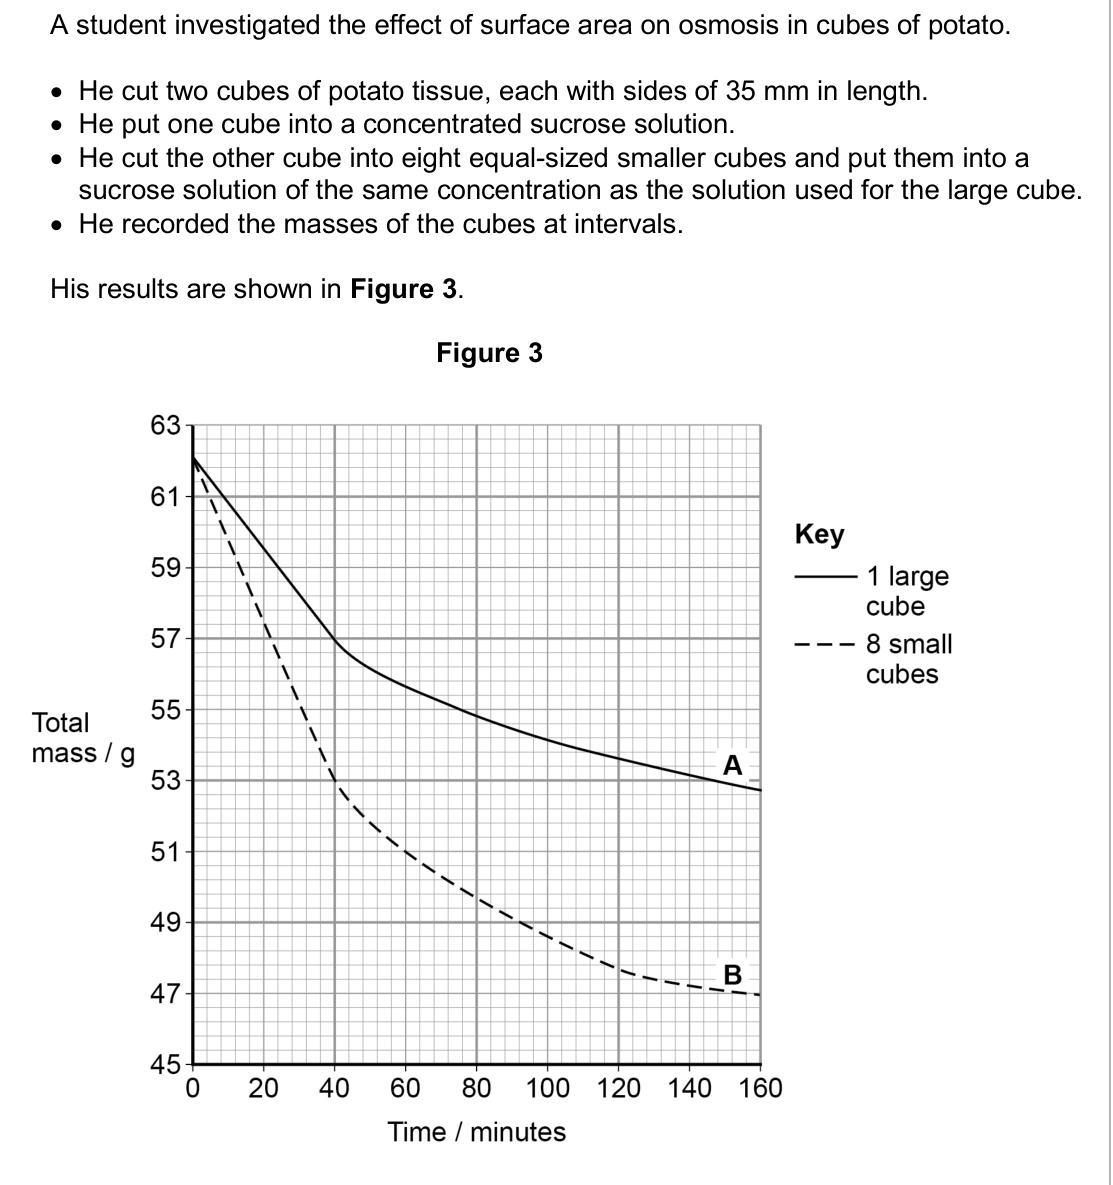 A student investigated the effect of surface area on osmosis in cubes of potato.
• He cut two cubes of potato tissue, each with sides of 35 mm in length.
• He put one cube into a concentrated sucrose solution.
• He cut the other cube into eight equal-sized smaller cubes and put them into a
sucrose solution of the same concentration as the solution used for the large cube.
• He recorded the masses of the cubes at intervals.
His results are shown in Figure 3.
Figure 3
63
61
59
57
55
53
51
49
47
45
Total
mass / g
A
B
Key
1 large
cube
8 small
cubes
0 20 40 60 80 100 120 140 160
Time / minutes